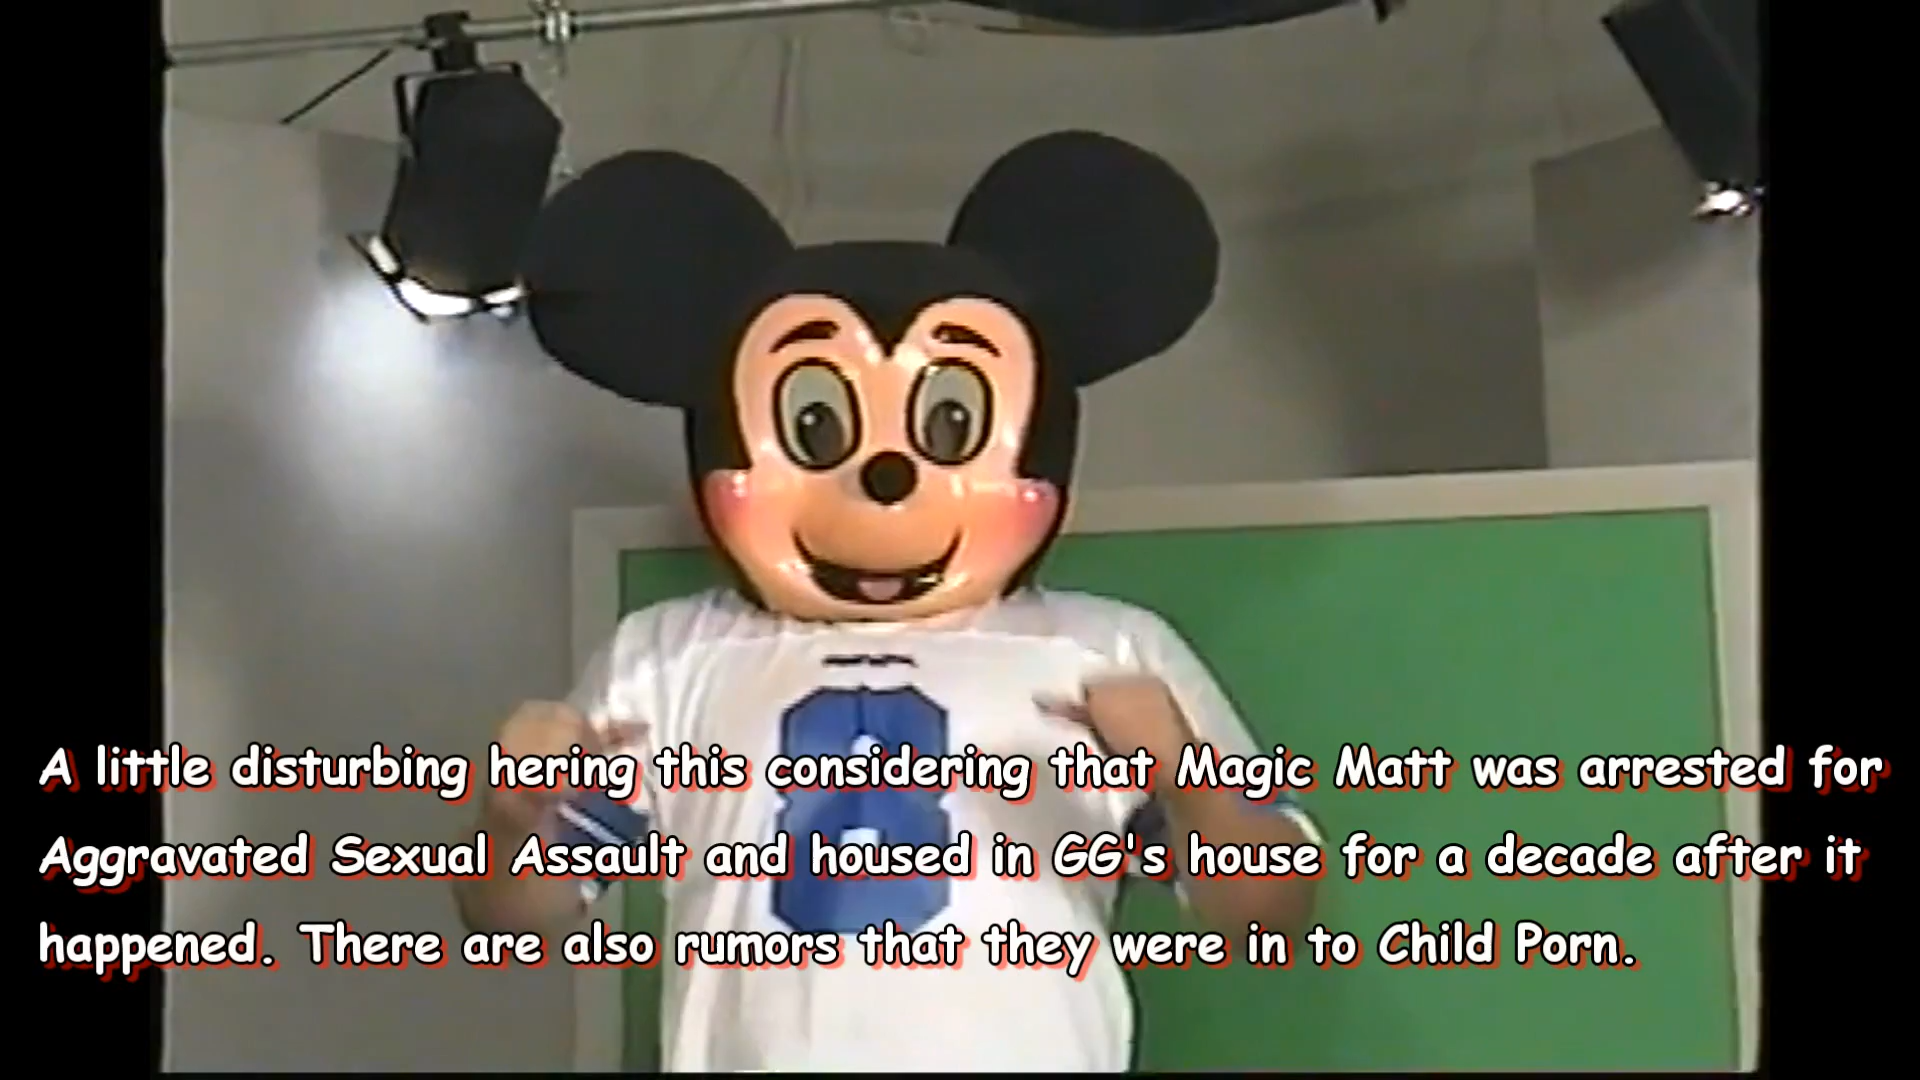 8
A little disturbing hering this considering that Magic Matt was arrested for
Aggravated Sexual Assault and housed in GG's house for a decade after it
happened. There are also rumors that they were in to Child Porn.